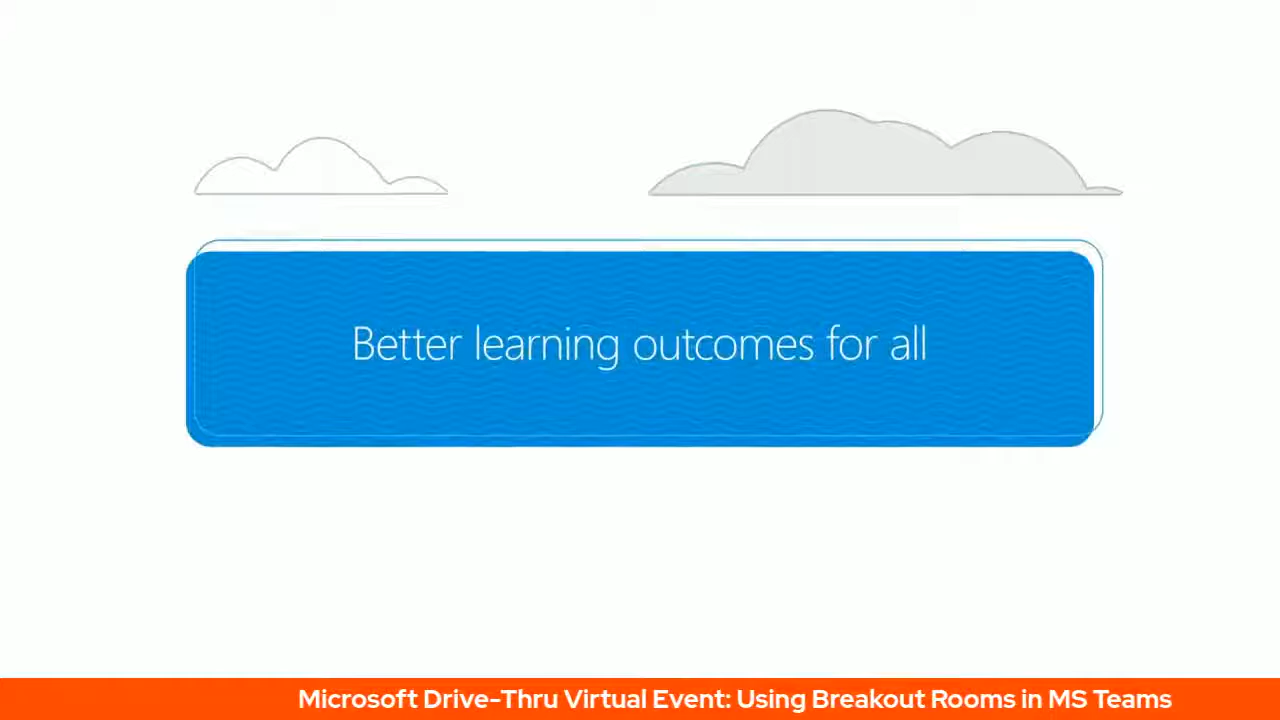 Better learning outcomes for all
Microsoft Drive-Thru Virtual Event: Using Breakout Rooms in MS Teams